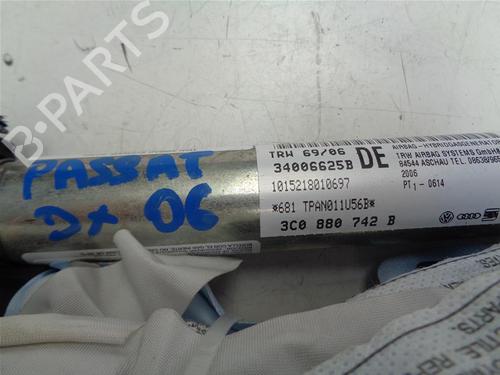 PASSAT
DX 06
TRW 69/06
34006625B
DE
1015218010697
*681 TPAN011U56B*
3C0 880 742 B
AIRBAG - HYBRIDGASGENERATOR
TRW AIRBAG SYSTEMS GmbH
84544 ASCHAU TEL.
2006
PT1- 0614
B-PARTS